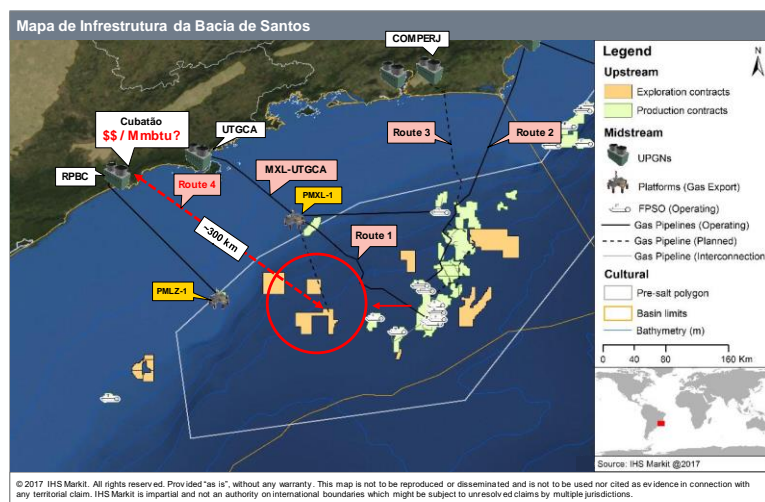 Mapa de Infrestrutura da Bacia de Santos
COMPERJ
Cubatão
$$ / Mmbtu?
UTGCA
Route 3
Route 2
RPBC
Route 4
MXL-UTGCA
PMXL-1
~300 km
Route 1
PMLZ-1
Legend
N
Upstream
Exploration contracts
Production contracts
Midstream
UPGNs
Platforms (Gas Export)
FPSO (Operating)
Gas Pipelines (Operating)
Gas Pipeline (Planned)
Gas Pipeline (Interconnection
Cultural
Pre-salt polygon
Basin limits
Bathymetry (m)
0 40 80 160 Km
Source: IHS Markit @2017
© 2017 IHS Markit. All rights reserved. Provided “as is”, without any warranty. This map is not to be reproduced or disseminated and is not to be used nor cited as evidence in connection with
any territorial claim. IHS Markit is impartial and not an authority on international boundaries which might be subject to unresolved claims by multiple jurisdictions.